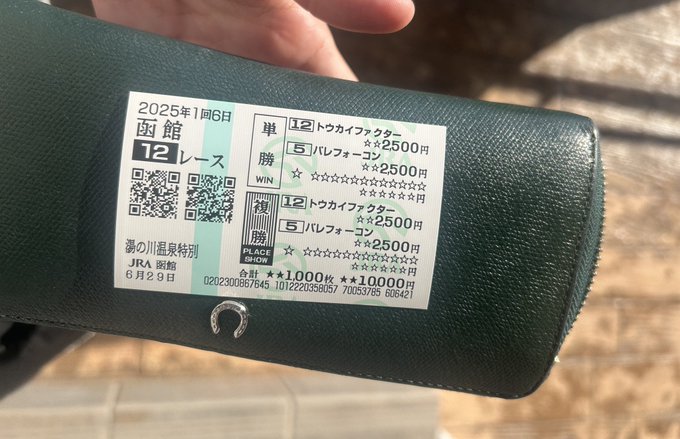 2025年1回6日
函館
12レース
湯の川温泉特別
JRA 函館
6月29日
単勝
WIN
12 トウカイファクター
☆☆2,500円
5 バレフォーコン
☆☆2,500円
☆ ☆☆☆☆☆☆☆☆☆☆☆
☆☆☆☆☆☆円
複勝
PLACE
SHOW
12 トウカイファクター
☆☆2,500円
5 バレフォーコン
☆☆2,500円
☆ ☆☆☆☆☆☆☆☆☆☆☆
☆☆☆☆☆☆円
合計 ★★1,000枚 ★★10,000円
0202300867645 1012220358057 70053785 606421